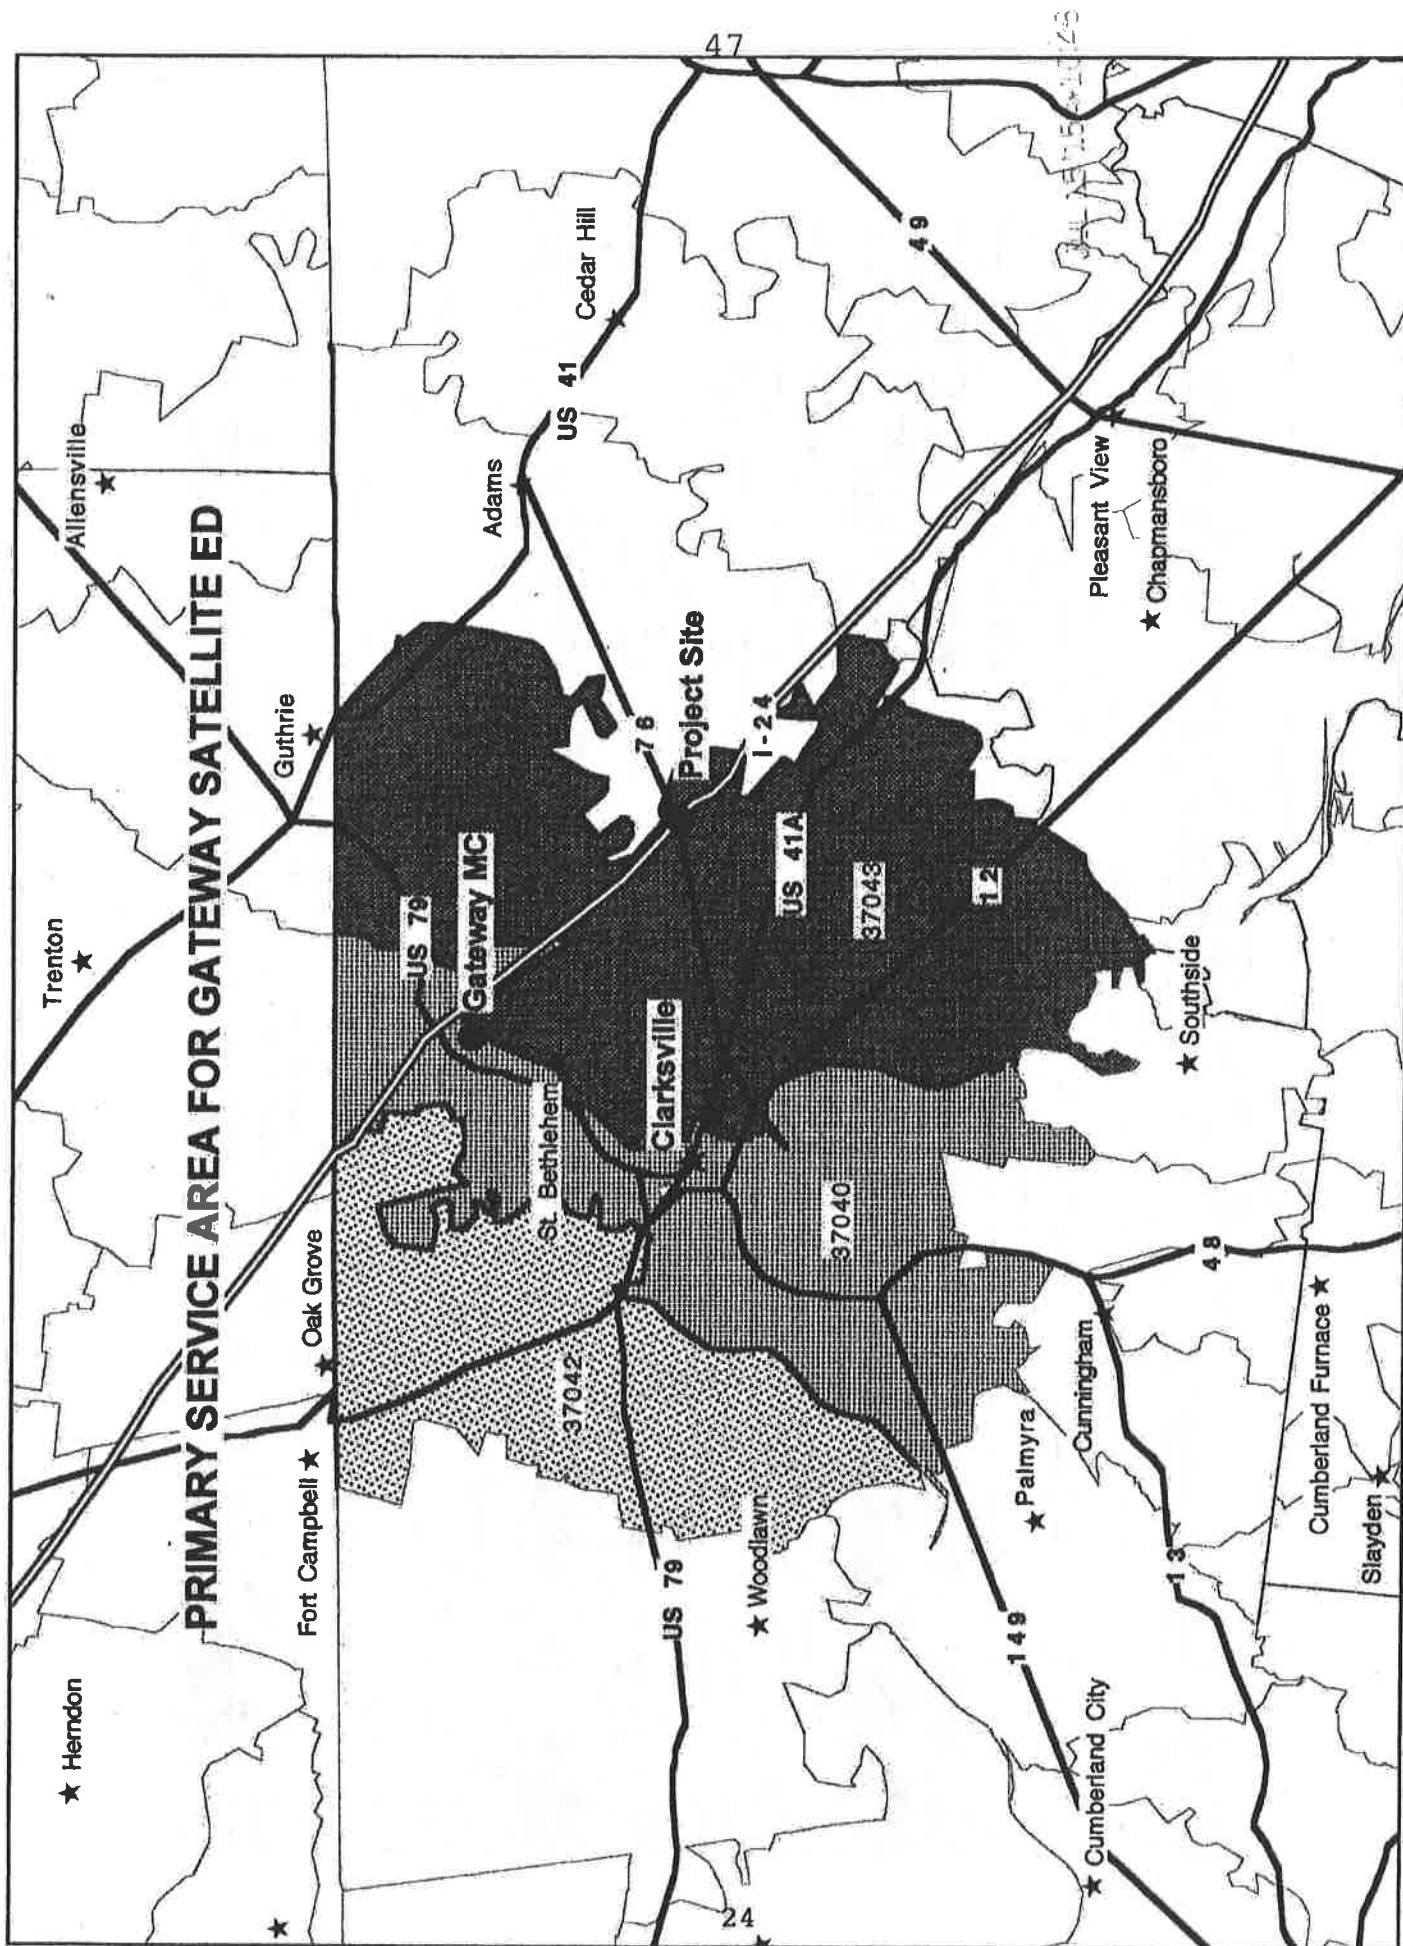 47
PRIMARY SERVICE AREA FOR GATEWAY SATELLITE ED
Herndon
Trenton
Allensville
Fort Campbell
Oak Grove
Guthrie
US 79
Gateway MC
Adams
US 41
Cedar Hill
St. Bethlehem
37042
Clarksville
76
Project Site
US 79
Woodlawn
I-24
US 41A
37040
37043
49
12
149
Palmyra
Cunningham
Cumberland City
Southside
Pleasant View
Chapmansboro
13
48
Cumberland Furnace
Slayden
24